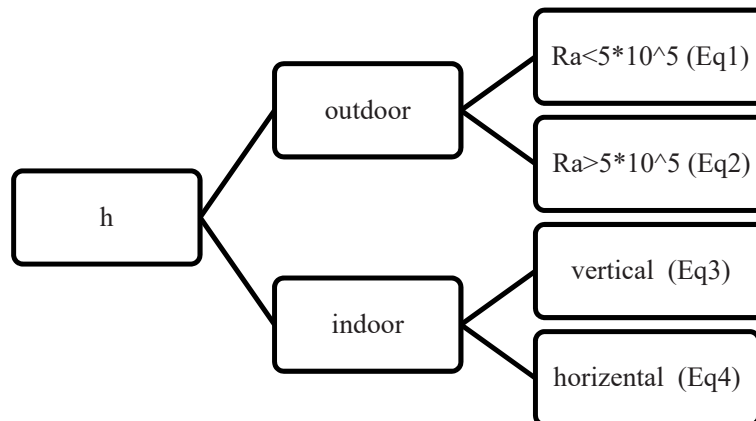 h
outdoor
indoor
Ra<5*10^5 (Eq1)
Ra>5*10^5 (Eq2)
vertical (Eq3)
horizental (Eq4)